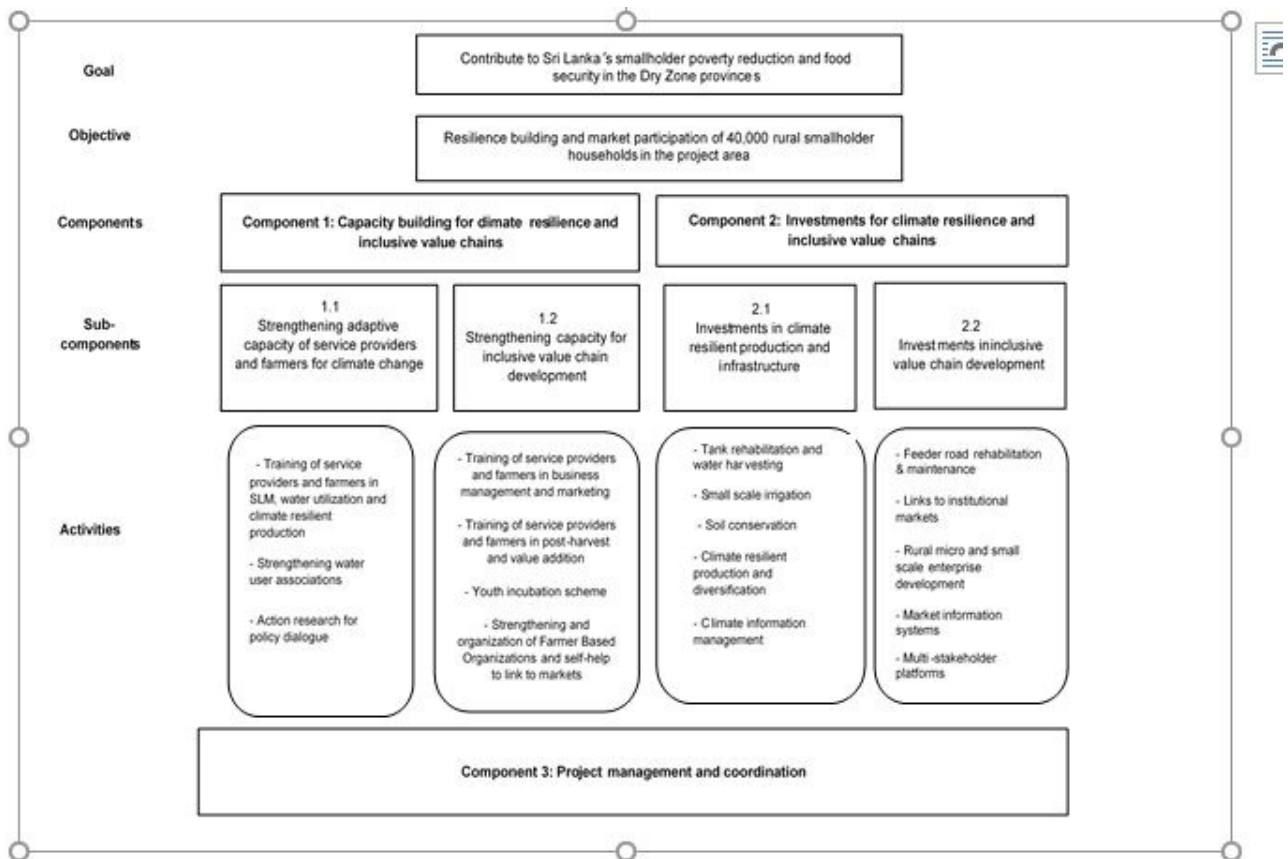 Goal
Contribute to Sri Lanka's smallholder poverty reduction and food
security in the Dry Zone provinces
Objective
Resilience building and market participation of 40,000 rural smallholder
households in the project area
Components
Component 1: Capacity building for dimate resilience and
inclusive value chains
Component 2: Investments for climate resilience and
inclusive value chains
Sub-
components
1.1
Strengthening adaptive
capacity of service providers
and farmers for climate change
1.2
Strengthening capacity for
inclusive value chain
development
2.1
Investments in climate
resilient production and
infrastructure
2.2
Invest ments ininclusive
value chain development
Activities
- Training of service
providers and farmers in
SLM, water utilization and
climate resilient
production
- Strengthening water
user associations
- Action research for
policy dialogue
- Training of service providers
and farmers in business
management and marketing
- Training of service providers
and farmers in post-harvest
and value addition
- Youth incubation scheme
- Strengthening and
organization of Farmer Based
Organizations and self-help
to link to markets
- Tank rehabilitation and
water harvesting
- Small scale irrigation
- Soil conservation
- Climate resilient
production and
diversification
- Climate information
management
- Feeder road rehabilitation
& maintenance
- Links to institutional
markets
- Rural micro and small
scale enterprise
development
- Market information
systems
- Multi -stakeholder
platforms
Component 3: Project management and coordination